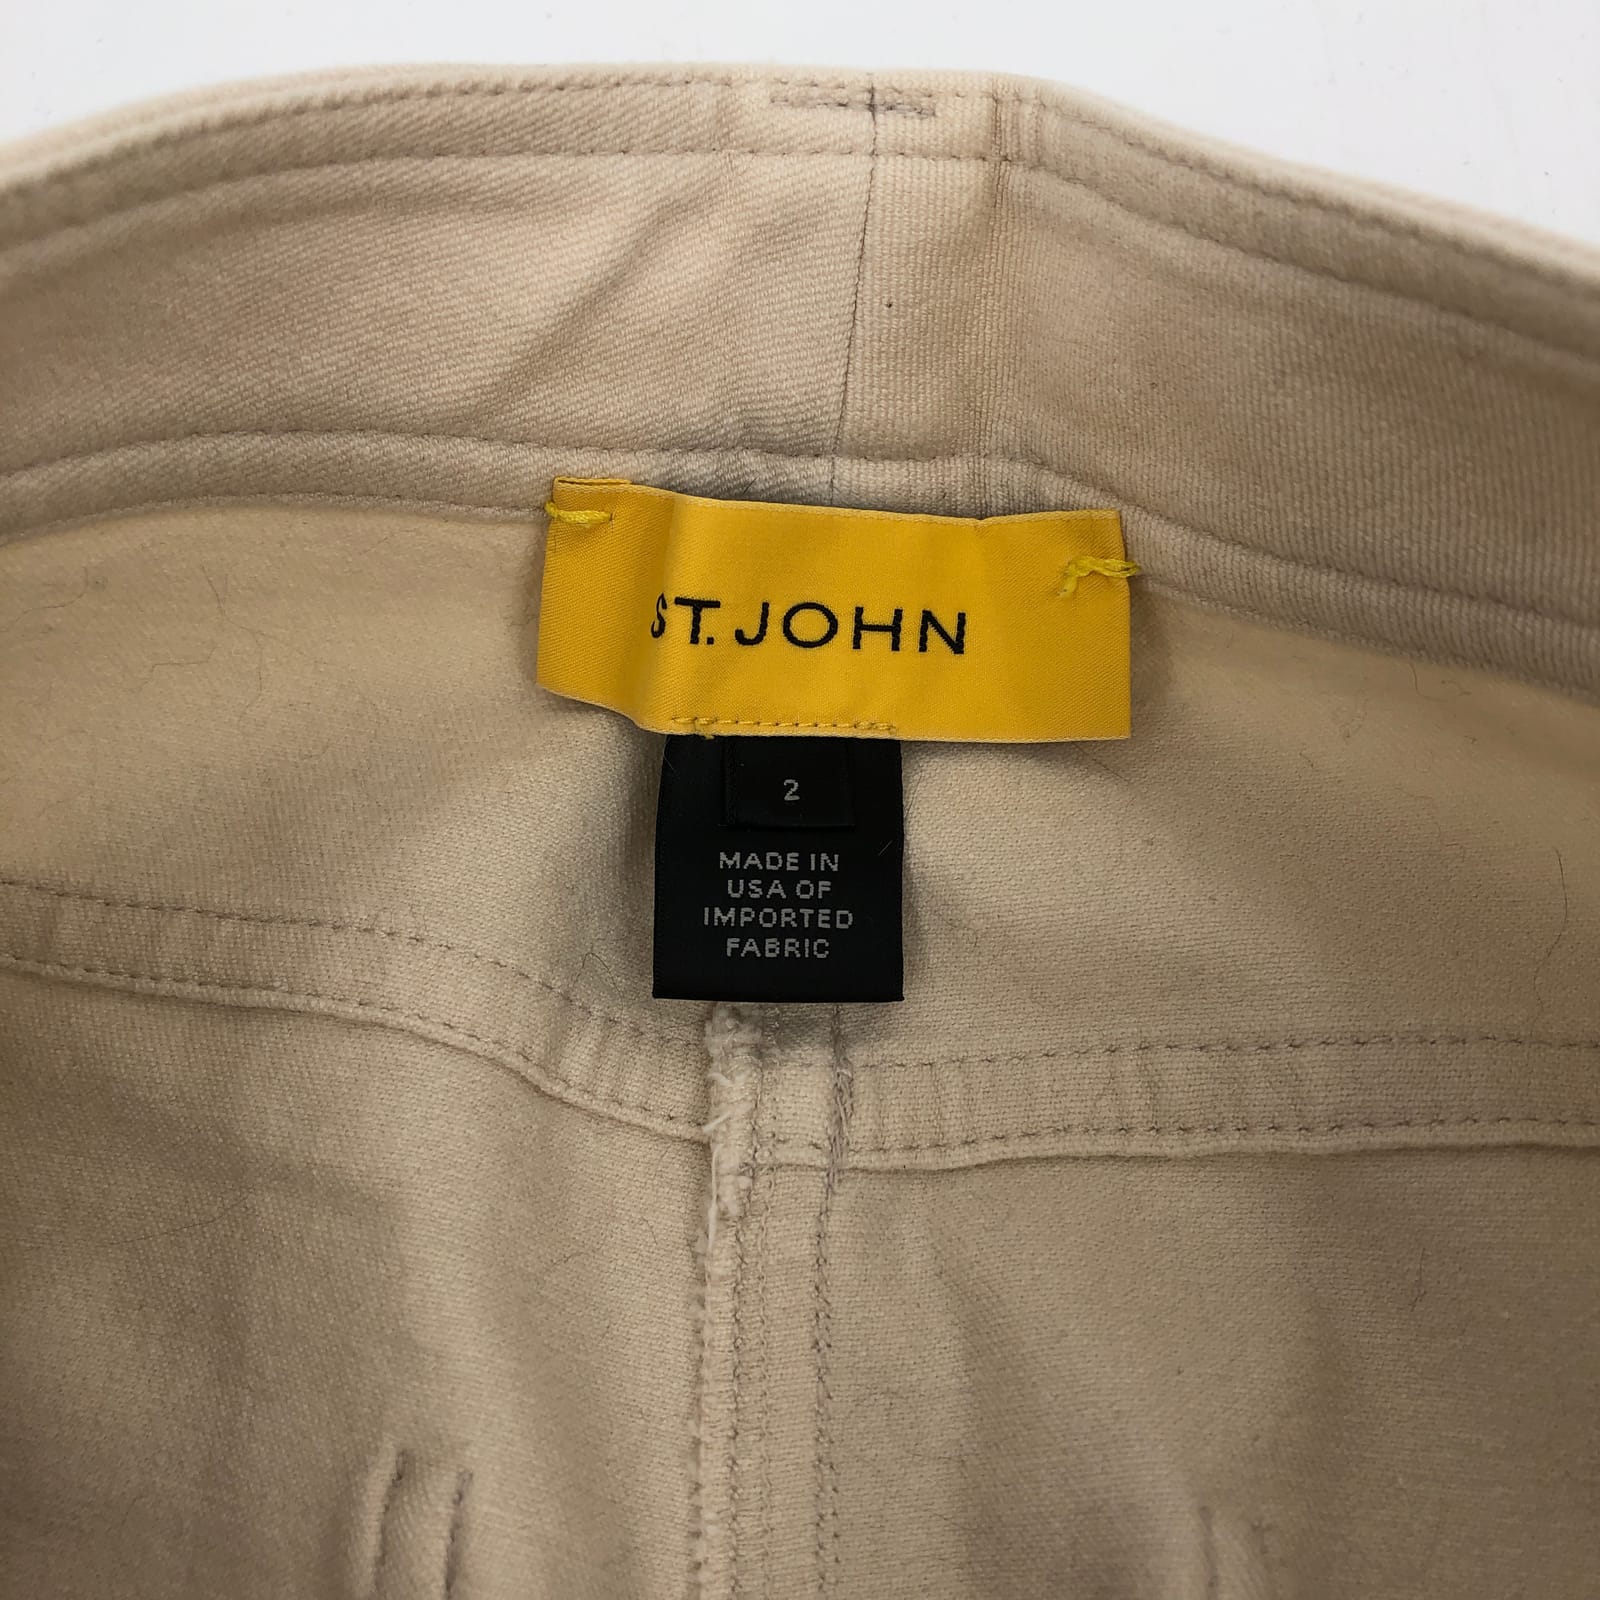 ST. JOHN
2
MADE IN
USA OF
IMPORTED
FABRIC